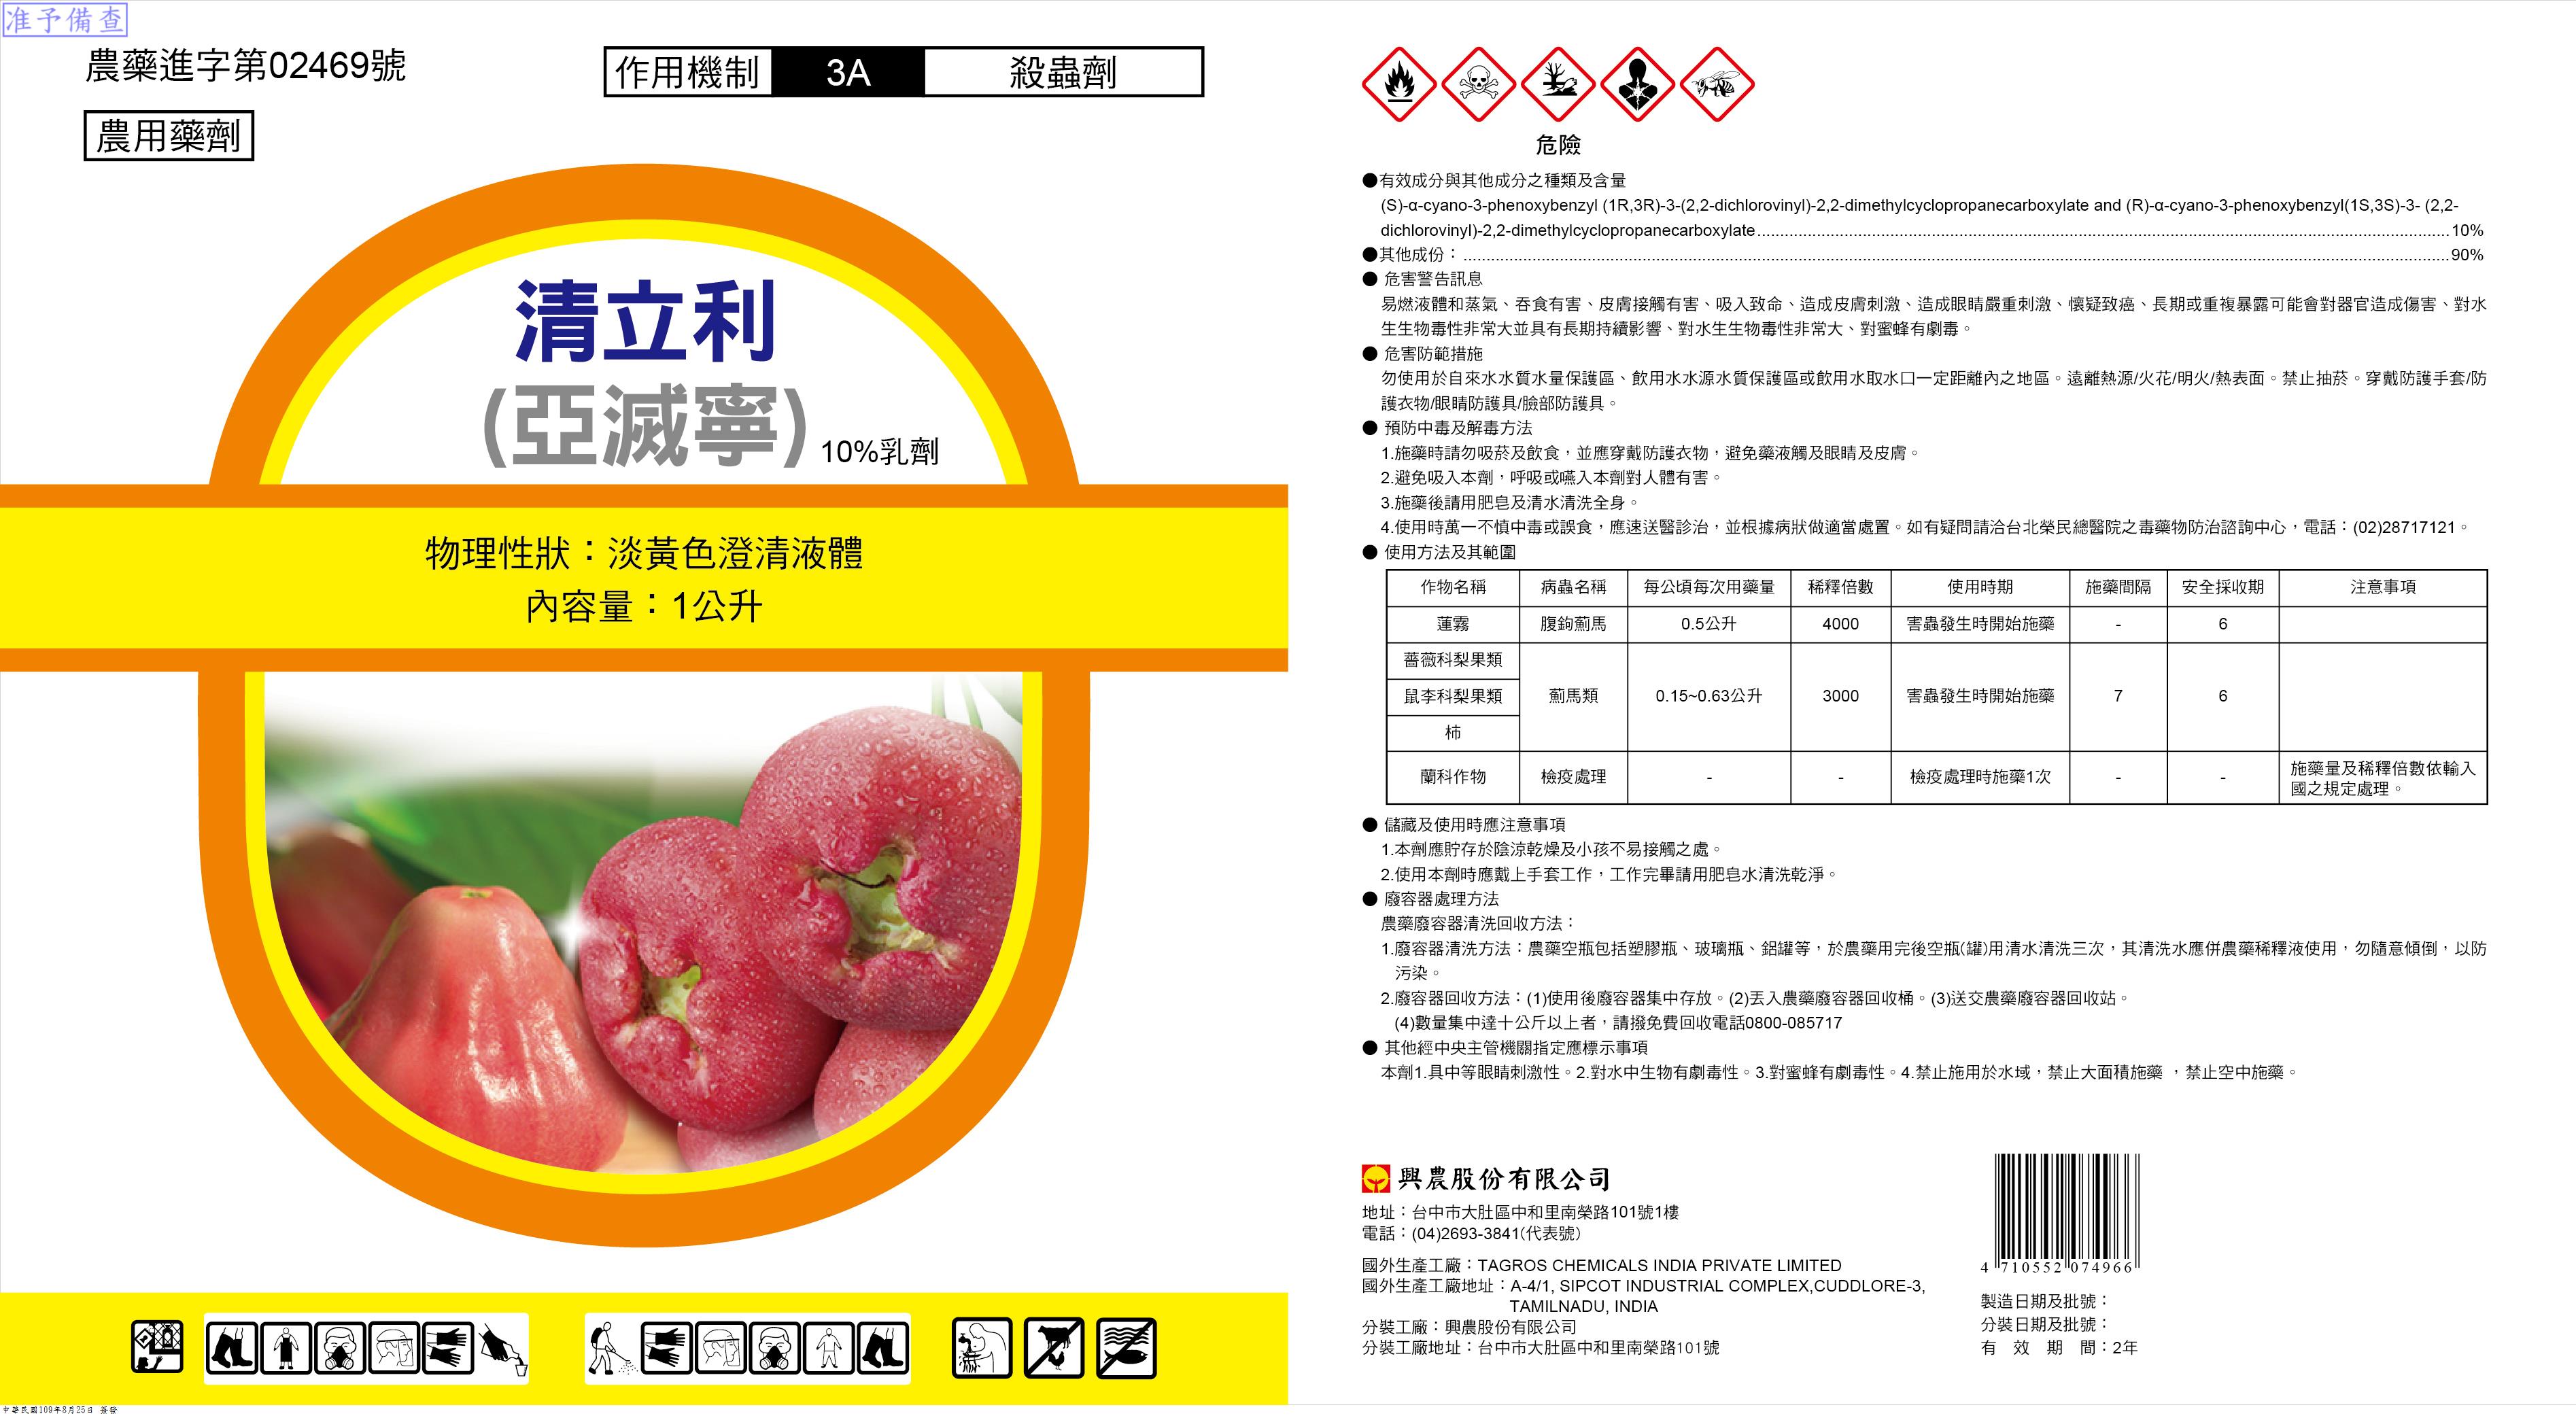 准予備查
農藥進字第02469號
作用機制 3A 殺蟲劑
農用藥劑
清立利
(亞滅寧) 10%乳劑
物理性狀：淡黃色澄清液體
內容量：1公升
危險
●有效成分與其他成分之種類及含量
(S)-α-cyano-3-phenoxybenzyl (1R,3R)-3-(2,2-dichlorovinyl)-2,2-dimethylcyclopropanecarboxylate and (R)-α-cyano-3-phenoxybenzyl(1S,3S)-3- (2,2-
dichlorovinyl)-2,2-dimethylcyclopropanecarboxylate....................10%
●其他成份：....................90%
● 危害警告訊息
易燃液體和蒸氣、吞食有害、皮膚接觸有害、吸入致命、造成皮膚刺激、造成眼睛嚴重刺激、懷疑致癌、長期或重複暴露可能會對器官造成傷害、對水
生生物毒性非常大並具有長期持續影響、對水生生物毒性非常大、對蜜蜂有劇毒。
● 危害防範措施
勿使用於自來水水質水量保護區、飲用水水源水質保護區或飲用水取水口一定距離內之地區。遠離熱源/火花/明火/熱表面。禁止抽菸。穿戴防護手套/防
護衣物/眼睛防護具/臉部防護具。
● 預防中毒及解毒方法
1.施藥時請勿吸菸及飲食，並應穿戴防護衣物，避免藥液觸及眼睛及皮膚。
2.避免吸入本劑，呼吸或嚥入本劑對人體有害。
3.施藥後請用肥皂及清水清洗全身。
4.使用時萬一不慎中毒或誤食，應速送醫診治，並根據病狀做適當處置。如有疑問請洽台北榮民總醫院之毒藥物防治諮詢中心，電話：(02)28717121。
● 使用方法及其範圍
作物名稱 病蟲名稱 每公頃每次用藥量 稀釋倍數 使用時期 施藥間隔 安全採收期 注意事項
蓮霧 腹鉤薊馬 0.5公升 4000 害蟲發生時開始施藥 - 6
薔薇科梨果類
鼠李科梨果類 薊馬類 0.15~0.63公升 3000 害蟲發生時開始施藥 7 6
柿
蘭科作物 檢疫處理 - - 檢疫處理時施藥1次 - - 施藥量及稀釋倍數依輸入
國之規定處理。
● 儲藏及使用時應注意事項
1.本劑應貯存於陰涼乾燥及小孩不易接觸之處。
2.使用本劑時應戴上手套工作，工作完畢請用肥皂水清洗乾淨。
● 廢容器處理方法
農藥廢容器清洗回收方法：
1.廢容器清洗方法：農藥空瓶包括塑膠瓶、玻璃瓶、鋁罐等，於農藥用完後空瓶(罐)用清水清洗三次，其清洗水應併農藥稀釋液使用，勿隨意傾倒，以防
污染。
2.廢容器回收方法：(1)使用後廢容器集中存放。(2)丟入農藥廢容器回收桶。(3)送交農藥廢容器回收站。
(4)數量集中達十公斤以上者，請撥免費回收電話0800-085717
● 其他經中央主管機關指定應標示事項
本劑1.具中等眼睛刺激性。2.對水中生物有劇毒性。3.對蜜蜂有劇毒性。4.禁止施用於水域，禁止大面積施藥 ，禁止空中施藥。
興農股份有限公司
地址：台中市大肚區中和里南榮路101號1樓
電話：(04)2693-3841(代表號)
國外生產工廠：TAGROS CHEMICALS INDIA PRIVATE LIMITED
國外生產工廠地址：A-4/1, SIPCOT INDUSTRIAL COMPLEX,CUDDLORE-3,
TAMILNADU, INDIA
分裝工廠：興農股份有限公司
分裝工廠地址：台中市大肚區中和里南榮路101號
4 710552 074966
製造日期及批號：
分裝日期及批號：
有 效 期 間：2年
中華民國109年8月25日 簽發